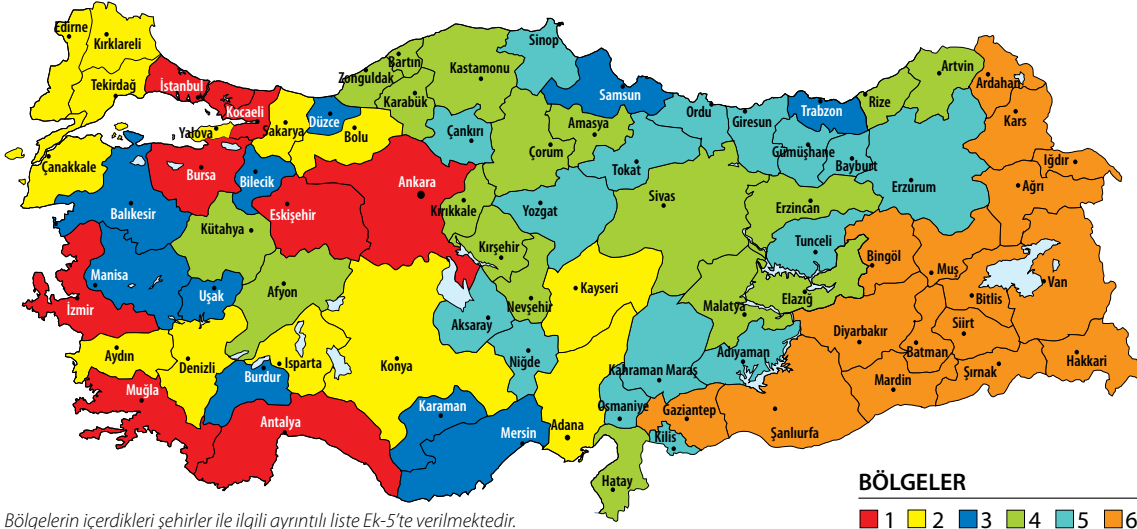 Edirne
Kırklareli
Tekirdağ
İstanbul
Kocaeli
Yalova
Sakarya
Düzce
Bolu
Zonguldak
Bartın
Karabük
Kastamonu
Sinop
Samsun
Çankırı
Çorum
Amasya
Tokat
Ordu
Giresun
Gümüşhane
Trabzon
Bayburt
Rize
Artvin
Ardahan
Kars
Iğdır
Ağrı
Erzurum
Erzincan
Çanakkale
Balıkesir
Bursa
Bilecik
Eskişehir
Ankara
Kırıkkale
Yozgat
Sivas
Kütahya
Kırşehir
Tunceli
Bingöl
Muş
Van
Bitlis
Manisa
İzmir
Uşak
Afyon
Nevşehir
Kayseri
Malatya
Elazığ
Diyarbakır
Batman
Siirt
Şırnak
Hakkari
Aydın
Denizli
Isparta
Burdur
Konya
Aksaray
Niğde
Kahraman Maraş
Adıyaman
Mardin
Muğla
Antalya
Karaman
Mersin
Adana
Osmaniye
Gaziantep
Kilis
Şanlıurfa
Hatay
BÖLGELER
1 2 3 4 5 6
Bölgelerin içerdikleri şehirler ile ilgili ayrıntılı liste Ek-5'te verilmektedir.